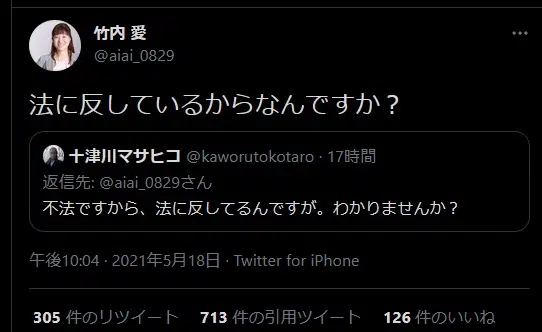 竹内 愛
@aiai_0829
法に反しているからなんですか？
十津川マサヒコ @kaworutokotaro · 17時間
返信先: @aiai_0829さん
不法ですから、法に反してるんですが。わかりませんか？
午後10:04 · 2021年5月18日 · Twitter for iPhone
305 件のリツイート 713 件の引用ツイート 126 件のいいね